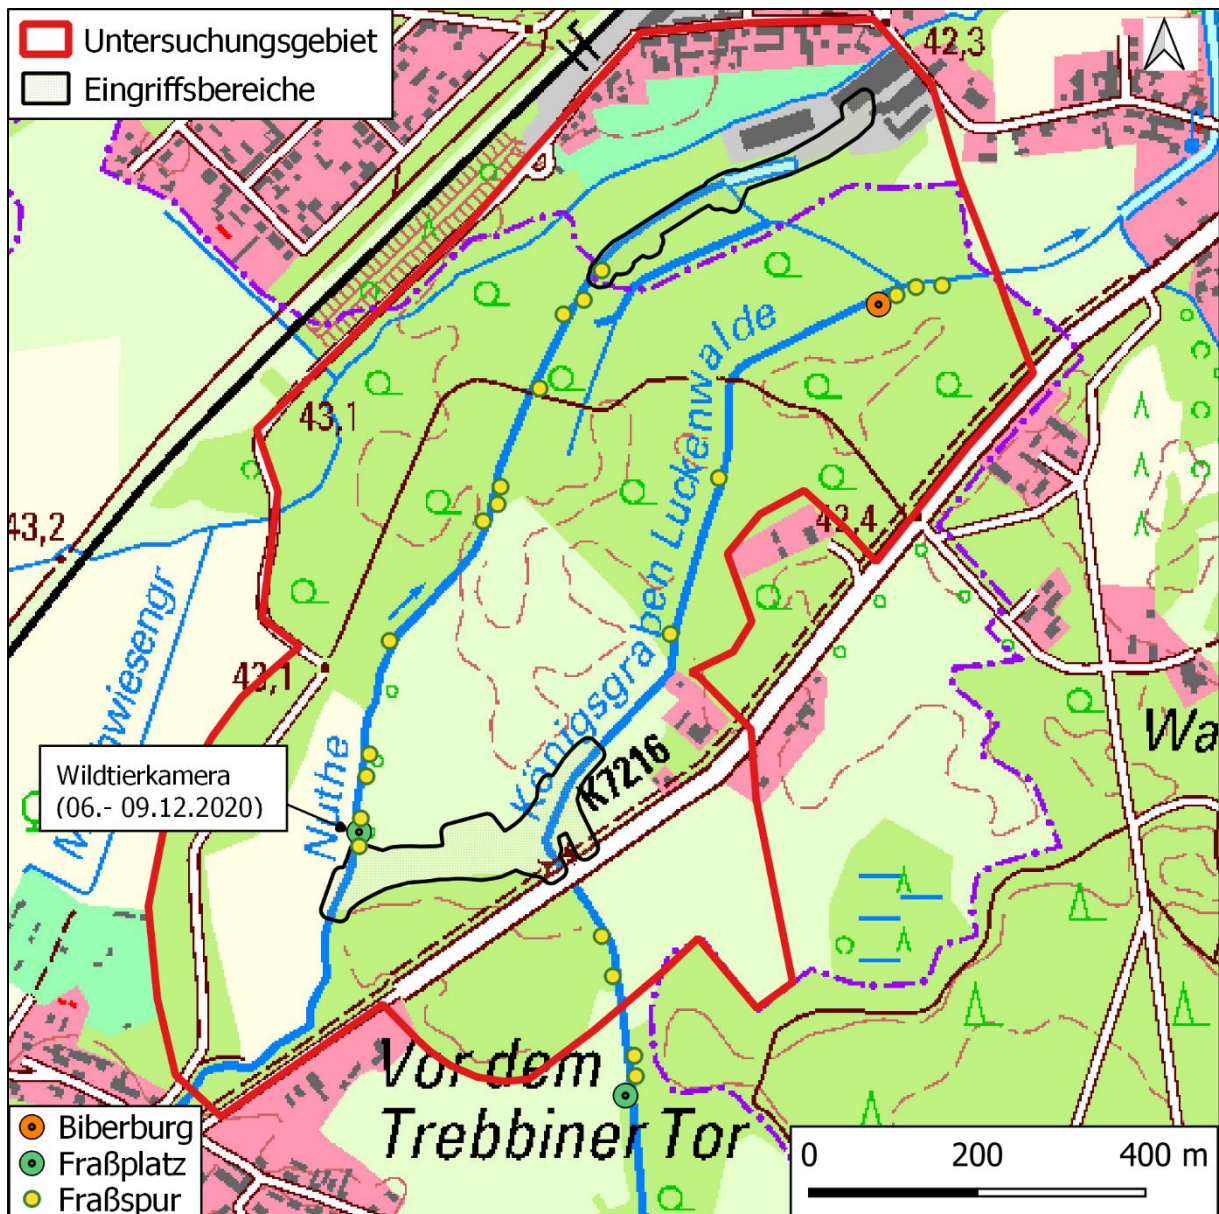 Untersuchungsgebiet
Eingriffsbereiche
42,3
43,1
43,2
42,4
43,1
Königsgraben Luckenwalde
Nuthe
K7216
Wa
Wildtierkamera
(06.- 09.12.2020)
Vor dem
Trebbiner Tor
Biberburg
Fraßplatz
Fraßspur
0 200 400 m